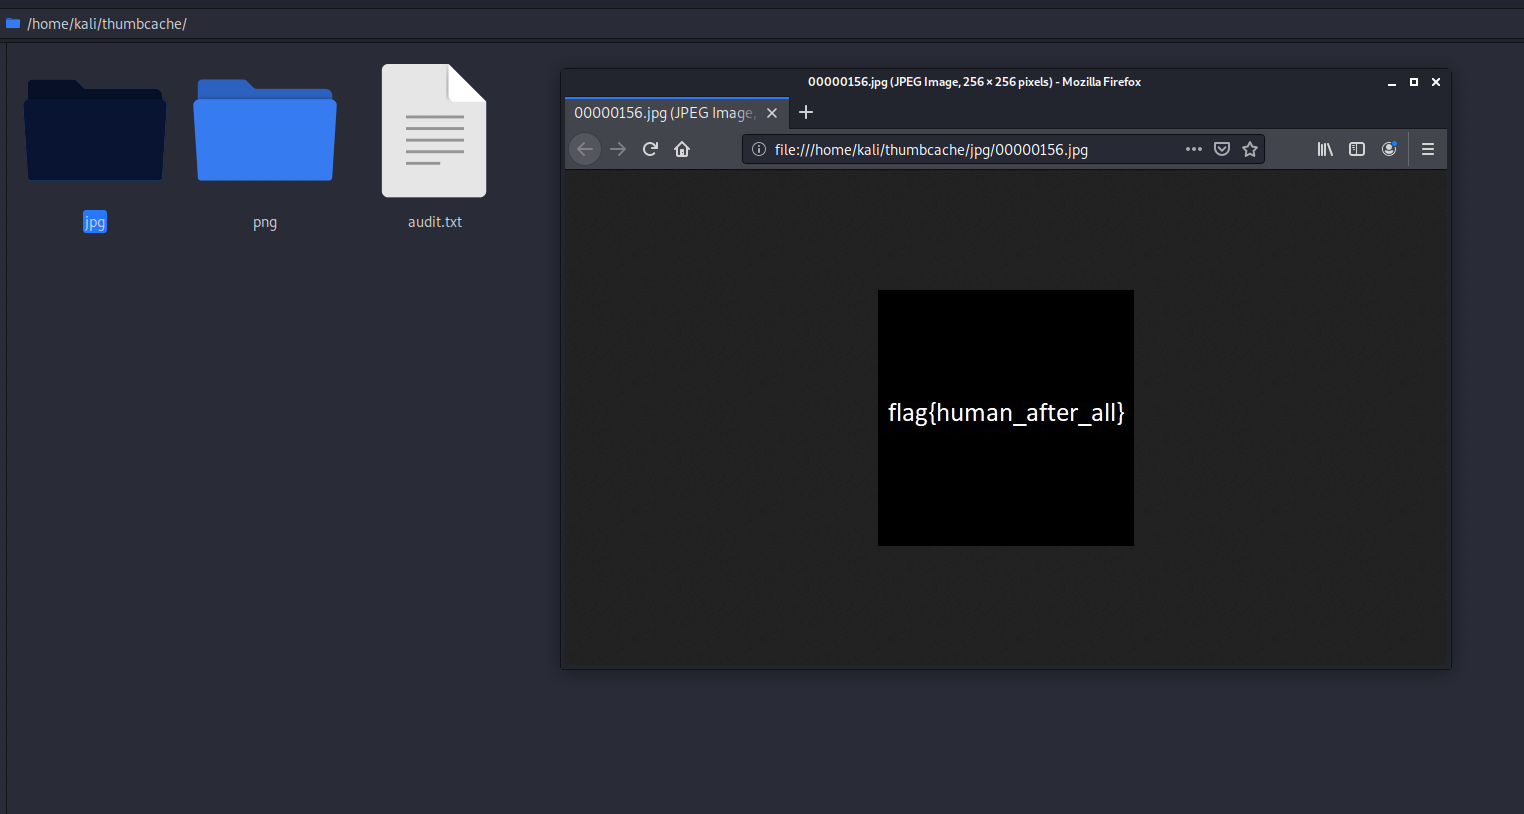 /home/kali/thumbcache/
jpg
png
audit.txt
00000156.jpg (JPEG Image, 256 × 256 pixels) - Mozilla Firefox
00000156.jpg (JPEG Image,
file:///home/kali/thumbcache/jpg/00000156.jpg
flag{human_after_all}